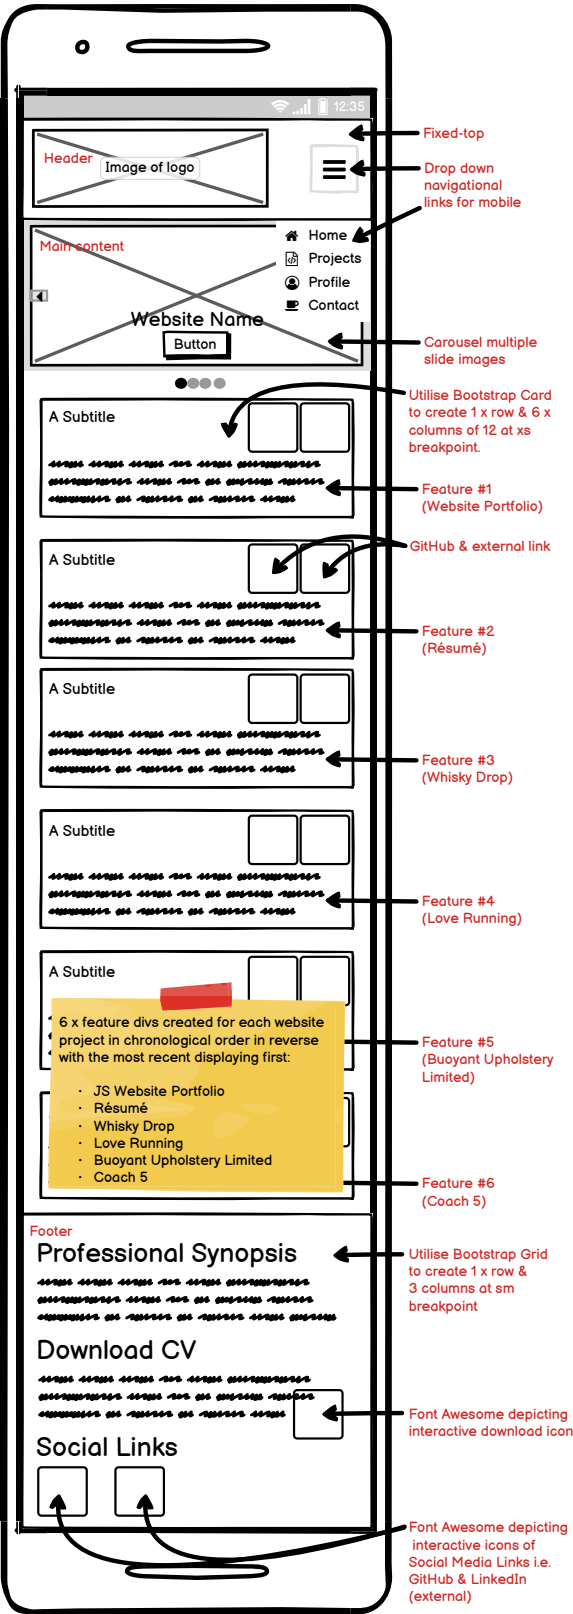 12:35
Fixed-top
Header
Image of logo
Drop down
navigational
links for mobile
Main content
Home
Projects
Profile
Contact
Website Name
Button
Carousel multiple
slide images
Utilise Bootstrap Card
to create 1 x row & 6 x
columns of 12 at xs
breakpoint.
A Subtitle
Feature #1
(Website Portfolio)
GitHub & external link
A Subtitle
Feature #2
(Résumé)
A Subtitle
Feature #3
(Whisky Drop)
A Subtitle
Feature #4
(Love Running)
A Subtitle
6 x feature divs created for each website
project in chronological order in reverse
with the most recent displaying first:
· JS Website Portfolio
· Résumé
· Whisky Drop
· Love Running
· Buoyant Upholstery Limited
· Coach 5
Feature #5
(Buoyant Upholstery
Limited)
Feature #6
(Coach 5)
Footer
Professional Synopsis
Utilise Bootstrap Grid
to create 1 x row &
3 columns at sm
breakpoint
Download CV
Font Awesome depicting
interactive download icon
Social Links
Font Awesome depicting
interactive icons of
Social Media Links i.e.
GitHub & LinkedIn
(external)